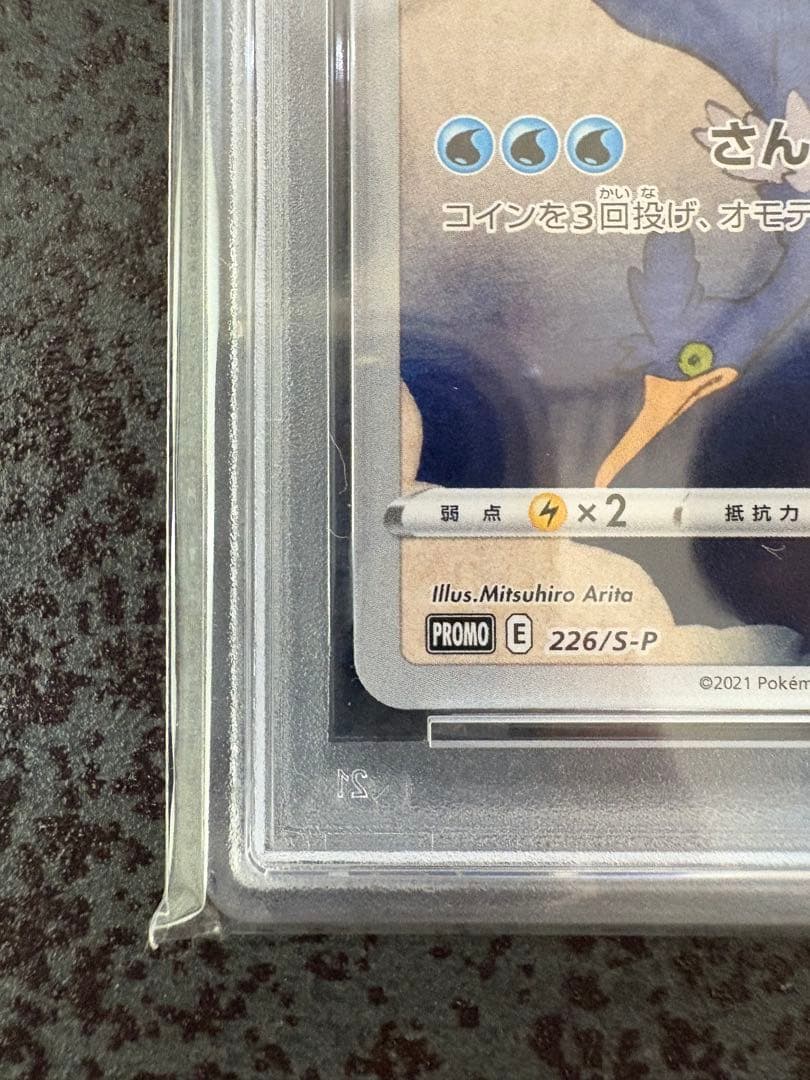 さん
かい な
コインを3回投げ、オモテ
弱点 ×2 抵抗力
Illus.Mitsuhiro Arita
PROMO E 226/S-P
©2021 Pokém
21